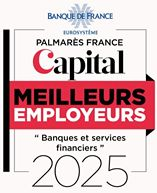 BANQUE DE FRANCE
EUROSYSTÈME
PALMARÈS FRANCE
Capital
MEILLEURS
EMPLOYEURS
“ Banques et services
financiers ”
2025